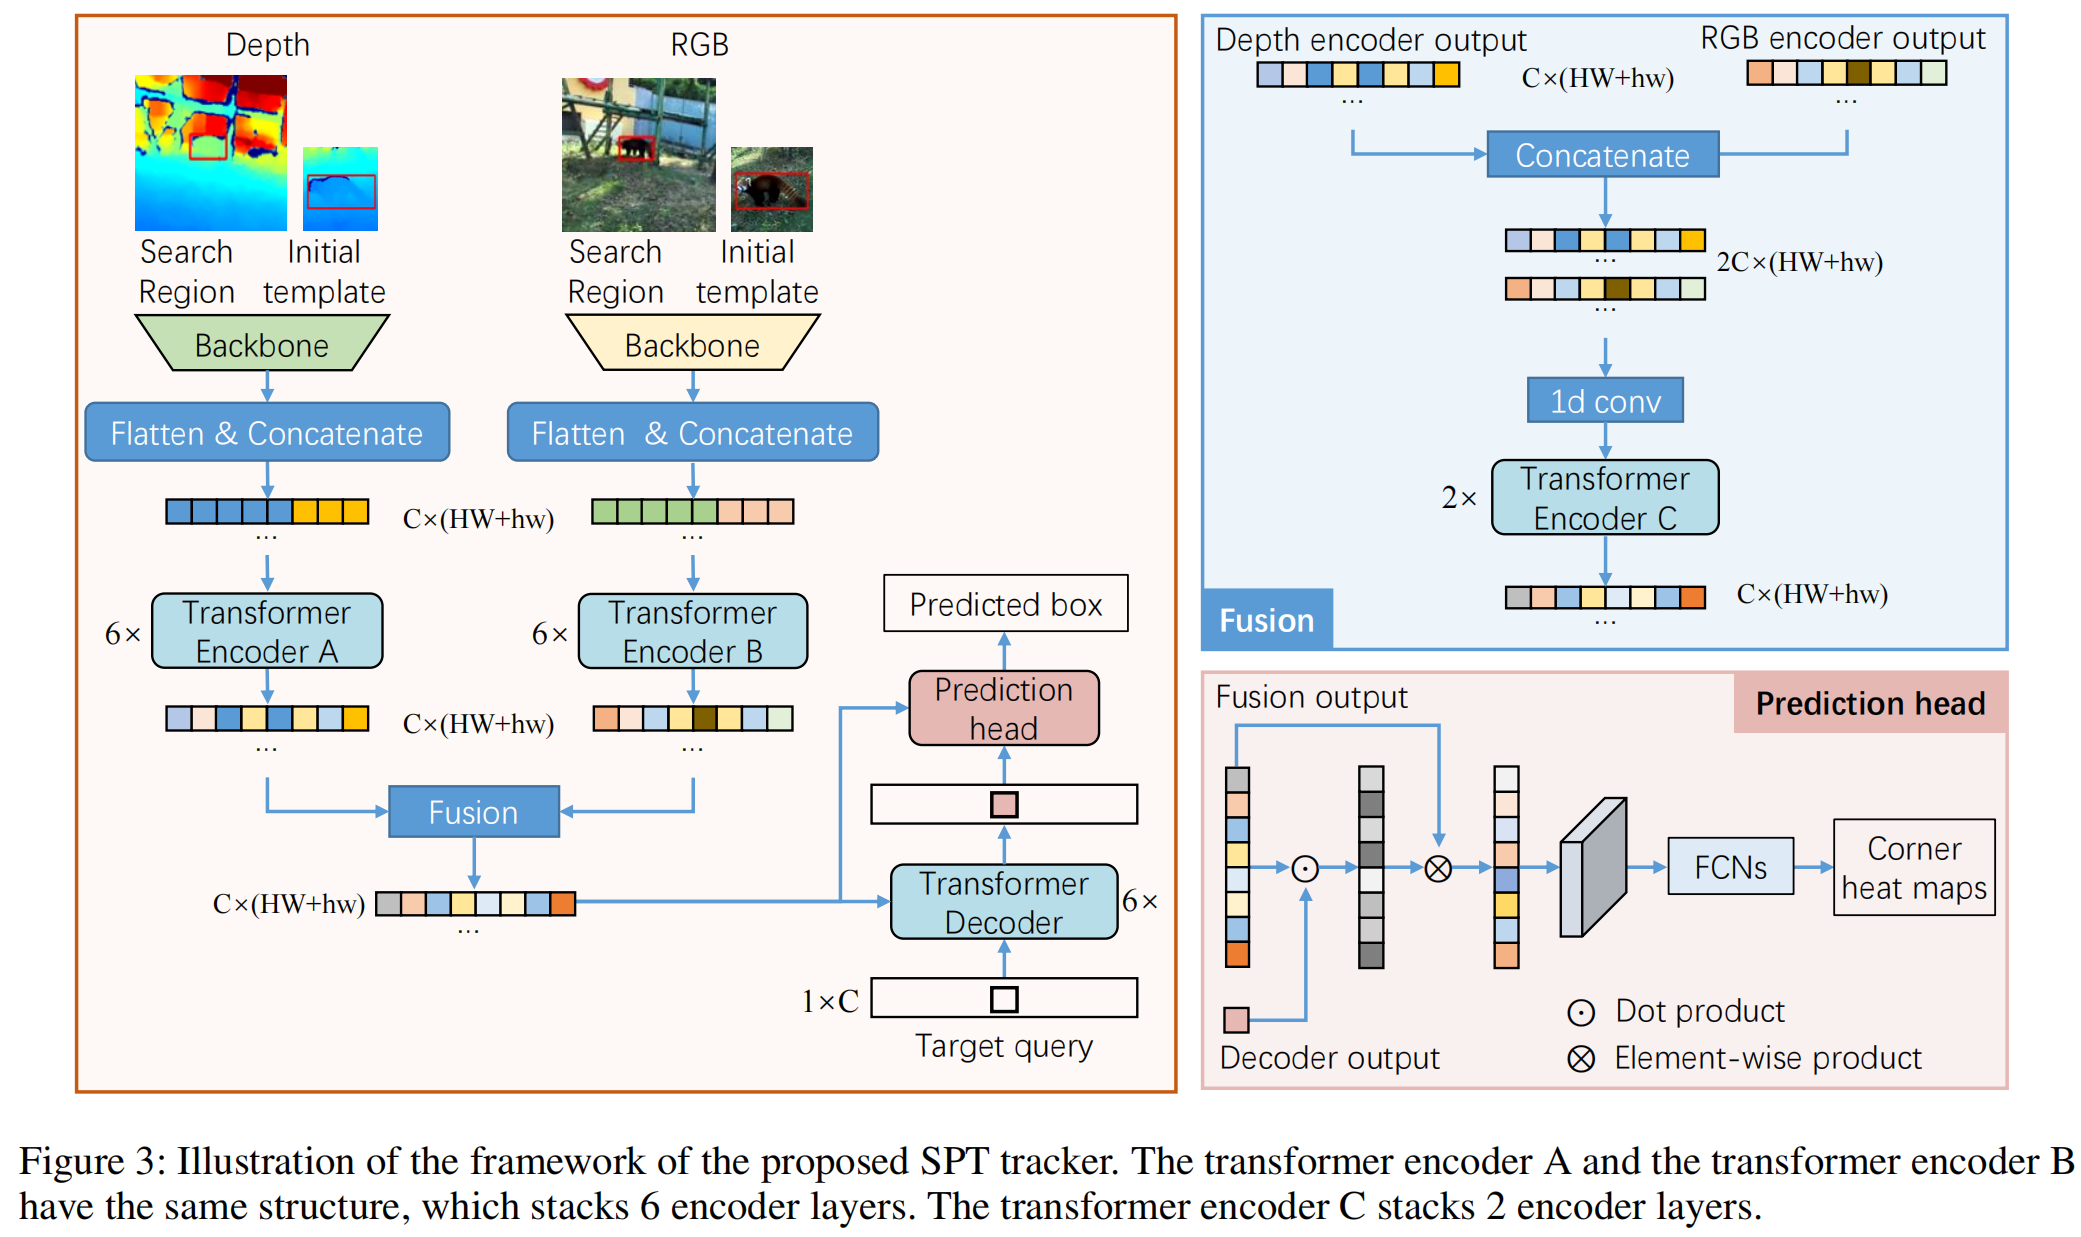 Depth
RGB
Search
Region
Initial
template
Search
Region
Initial
template
Backbone
Backbone
Flatten & Concatenate
Flatten & Concatenate
C×(HW+hw)
...
...
6×
Transformer
Encoder A
6×
Transformer
Encoder B
C×(HW+hw)
...
...
Fusion
C×(HW+hw)
...
Predicted box
Prediction
head
Transformer
Decoder
6×
1×C
Target query
Depth encoder output
RGB encoder output
C×(HW+hw)
...
...
Concatenate
...
2C×(HW+hw)
...
1d conv
2×
Transformer
Encoder C
C×(HW+hw)
...
Fusion
Fusion output
Prediction head
FCNs
Corner
heat maps
Dot product
Decoder output
Element-wise product
Figure 3: Illustration of the framework of the proposed SPT tracker. The transformer encoder A and the transformer encoder B
have the same structure, which stacks 6 encoder layers. The transformer encoder C stacks 2 encoder layers.